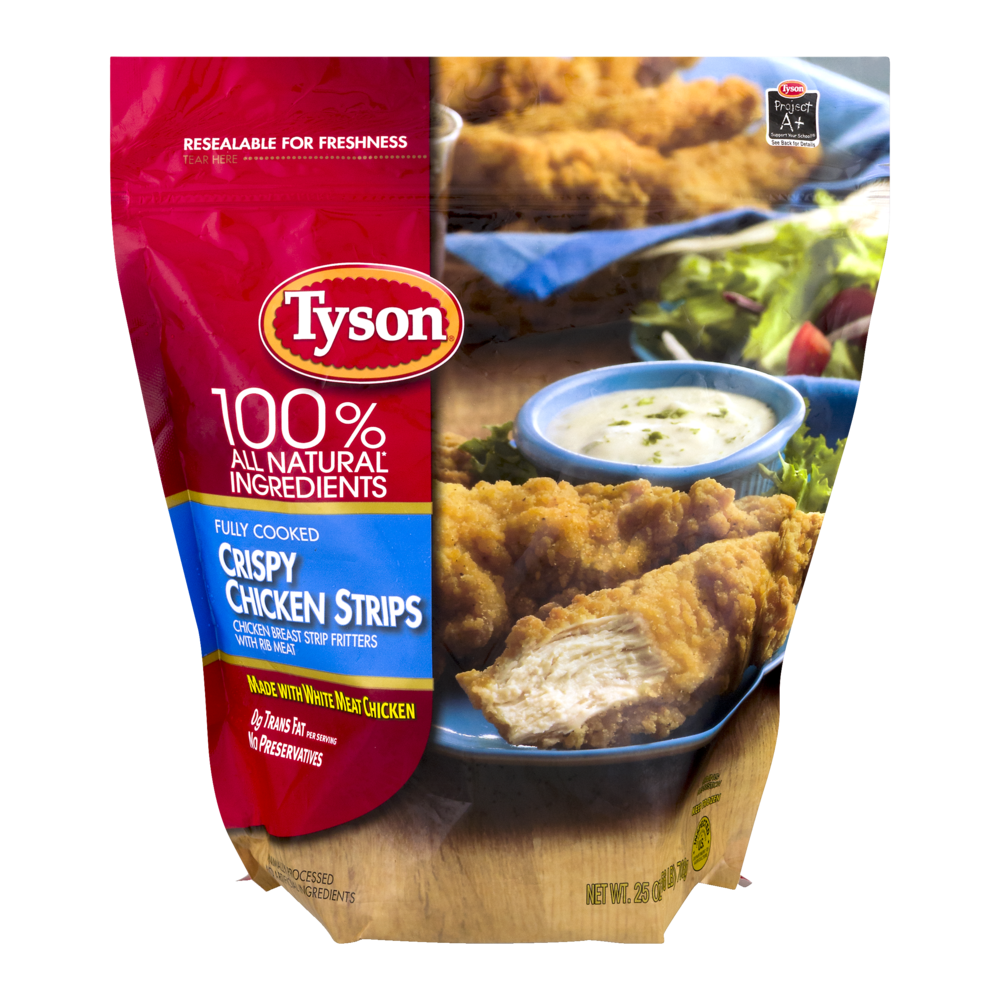 RESEALABLE FOR FRESHNESS
TEAR HERE
Tyson
Project
A+
Support Your School!
See Back for Details
Tyson
100%
ALL NATURAL*
INGREDIENTS
FULLY COOKED
CRISPY
CHICKEN STRIPS
CHICKEN BREAST STRIP FRITTERS
WITH RIB MEAT
MADE WITH WHITE MEAT CHICKEN
0g TRANS FAT PER SERVING
NO PRESERVATIVES
INGREDIENTS
NET WT. 25 OZ